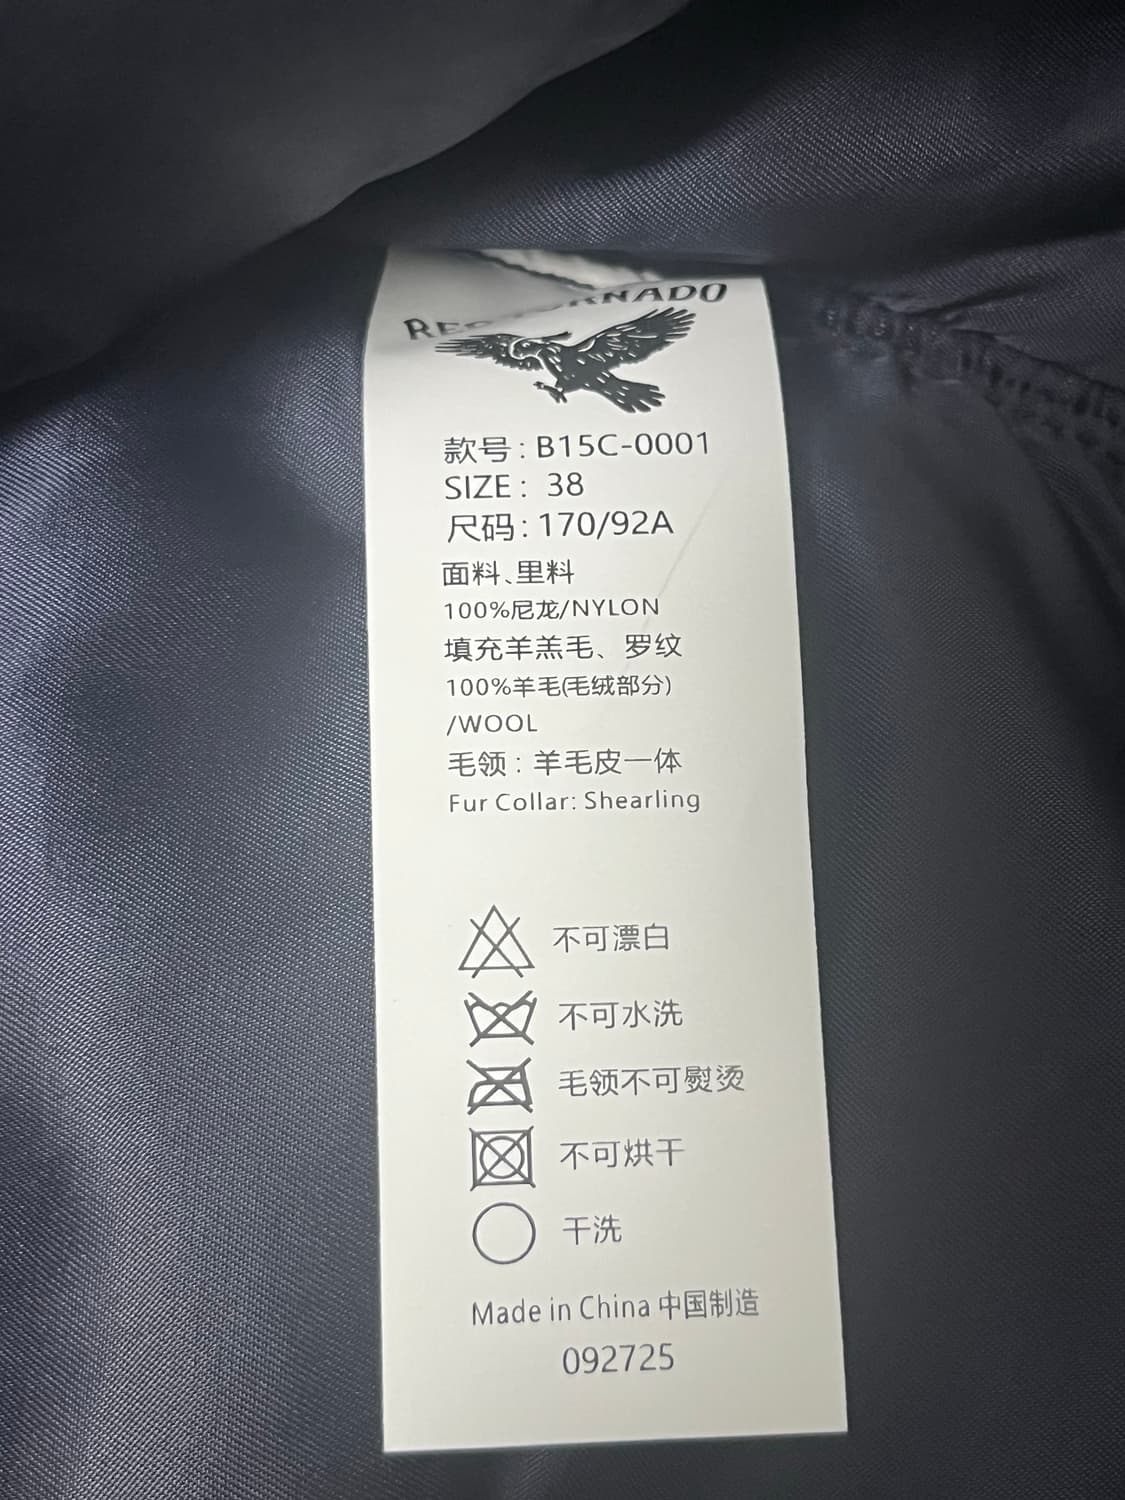 RED TORNADO
款号：B15C-0001
SIZE： 38
尺码：170/92A
面料、里料
100%尼龙/NYLON
填充羊羔毛、罗纹
100%羊毛(毛绒部分)
/WOOL
毛领：羊毛皮一体
Fur Collar: Shearling
不可漂白
不可水洗
毛领不可熨烫
不可烘干
干洗
Made in China 中国制造
092725